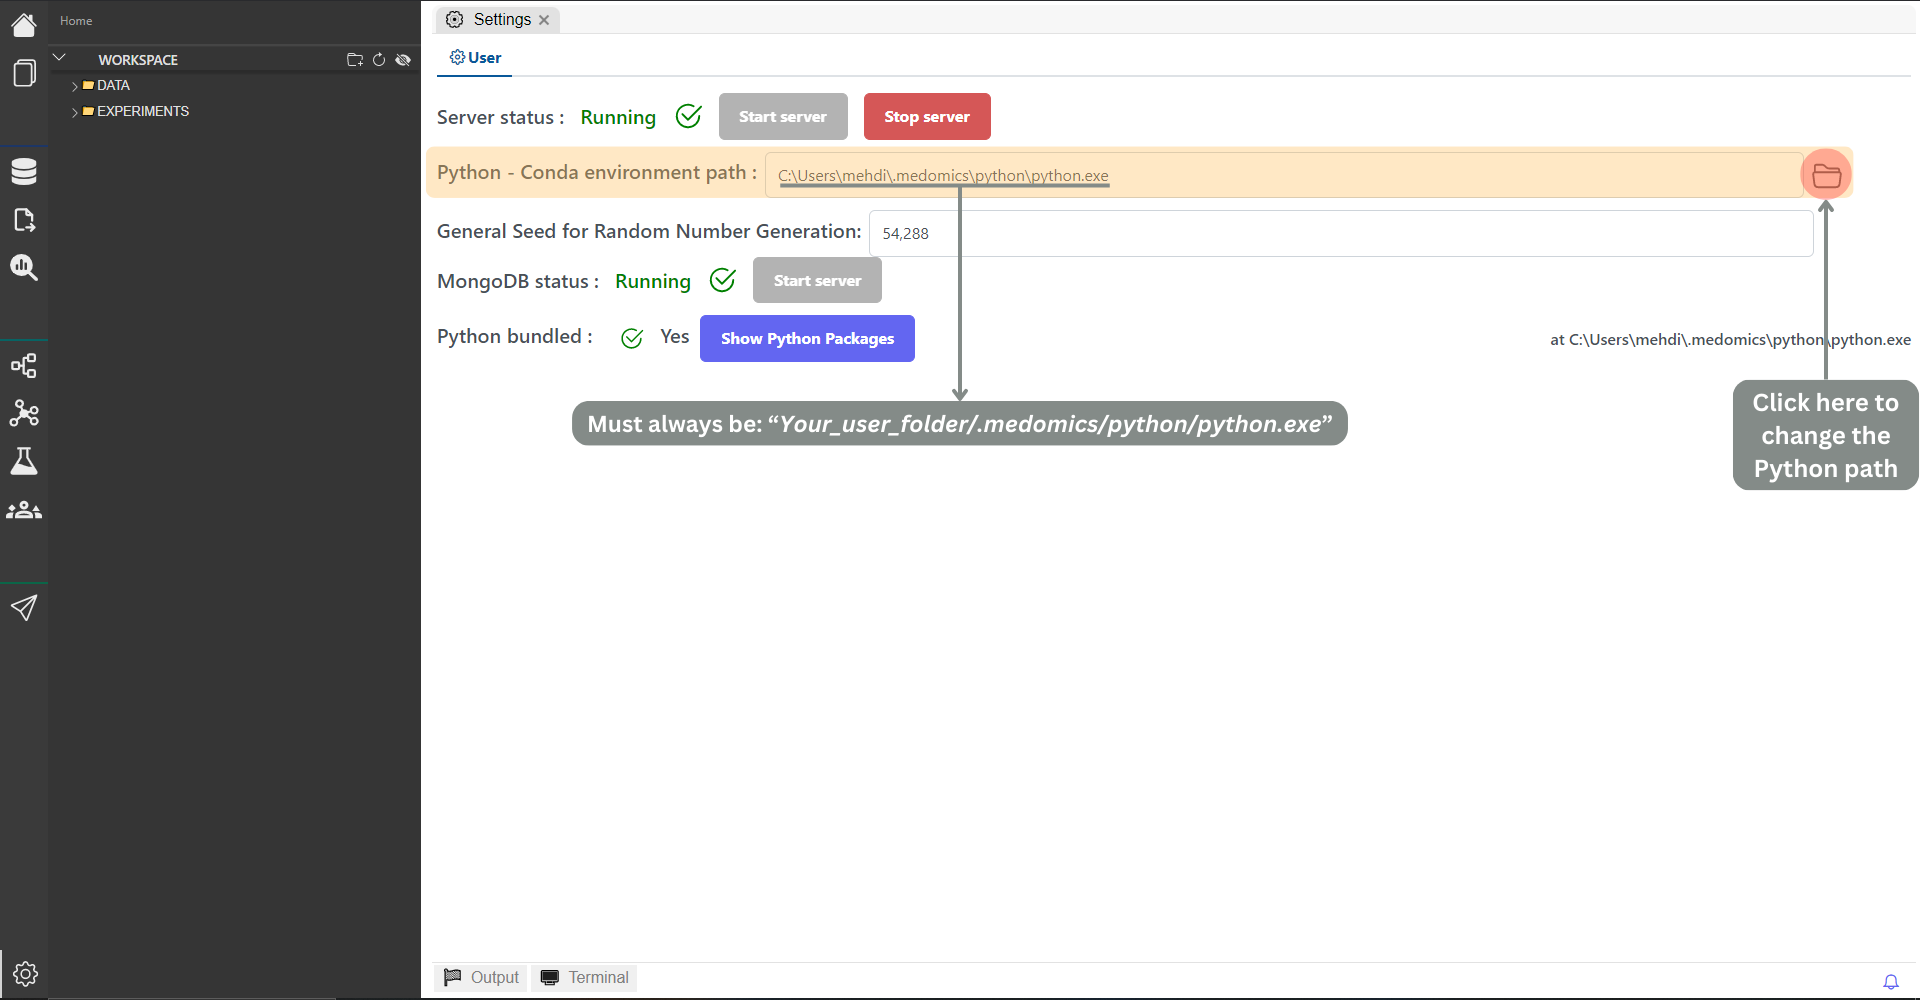 Home
WORKSPACE
DATA
EXPERIMENTS
Settings
User
Server status : Running Start server Stop server
Python - Conda environment path : C:\Users\mehdi\.medomics\python\python.exe
General Seed for Random Number Generation: 54,288
MongoDB status : Running Start server
Python bundled : Yes Show Python Packages at C:\Users\mehdi\.medomics\python\python.exe
Must always be: “Your_user_folder/.medomics/python/python.exe”
Click here to
change the
Python path
Output Terminal